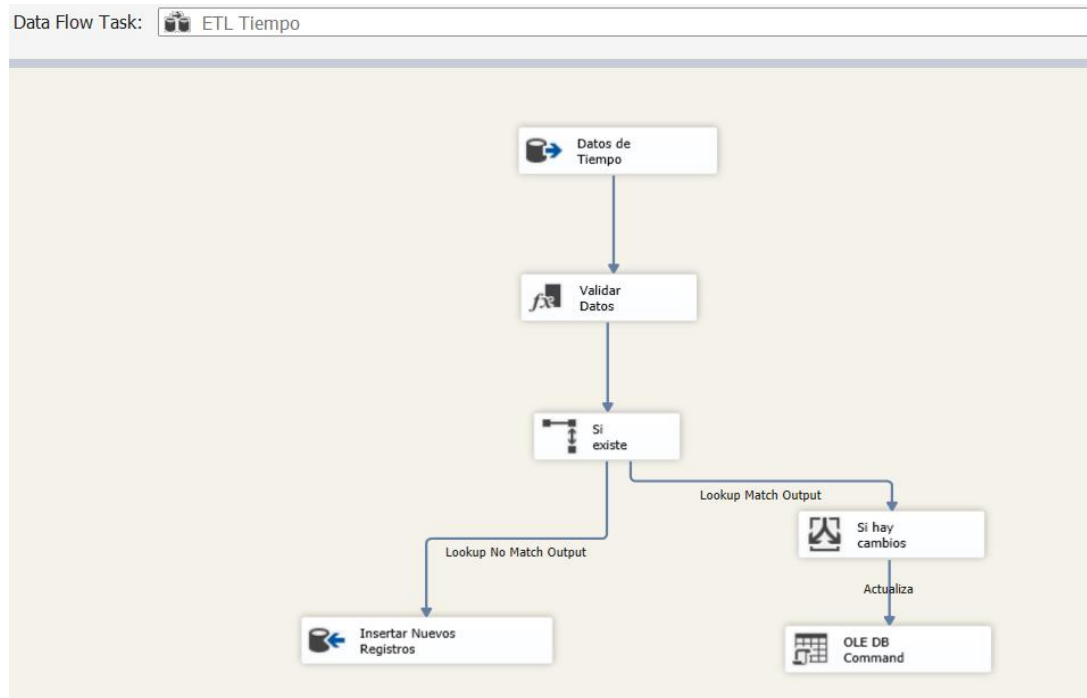 Data Flow Task: ETL Tiempo
Datos de
Tiempo
Validar
Datos
Si
existe
Lookup Match Output
Si hay
cambios
Lookup No Match Output
Actualiza
Insertar Nuevos
Registros
OLE DB
Command